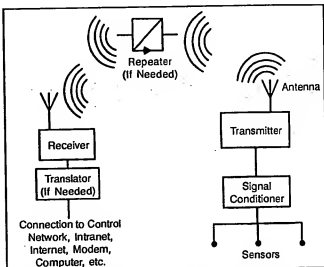 Repeater
(If Needed)
Antenna
Receiver
Transmitter
Translator
(If Needed)
Signal
Conditioner
Connection to Control
Network, Intranet,
Internet, Modem,
Computer, etc.
Sensors